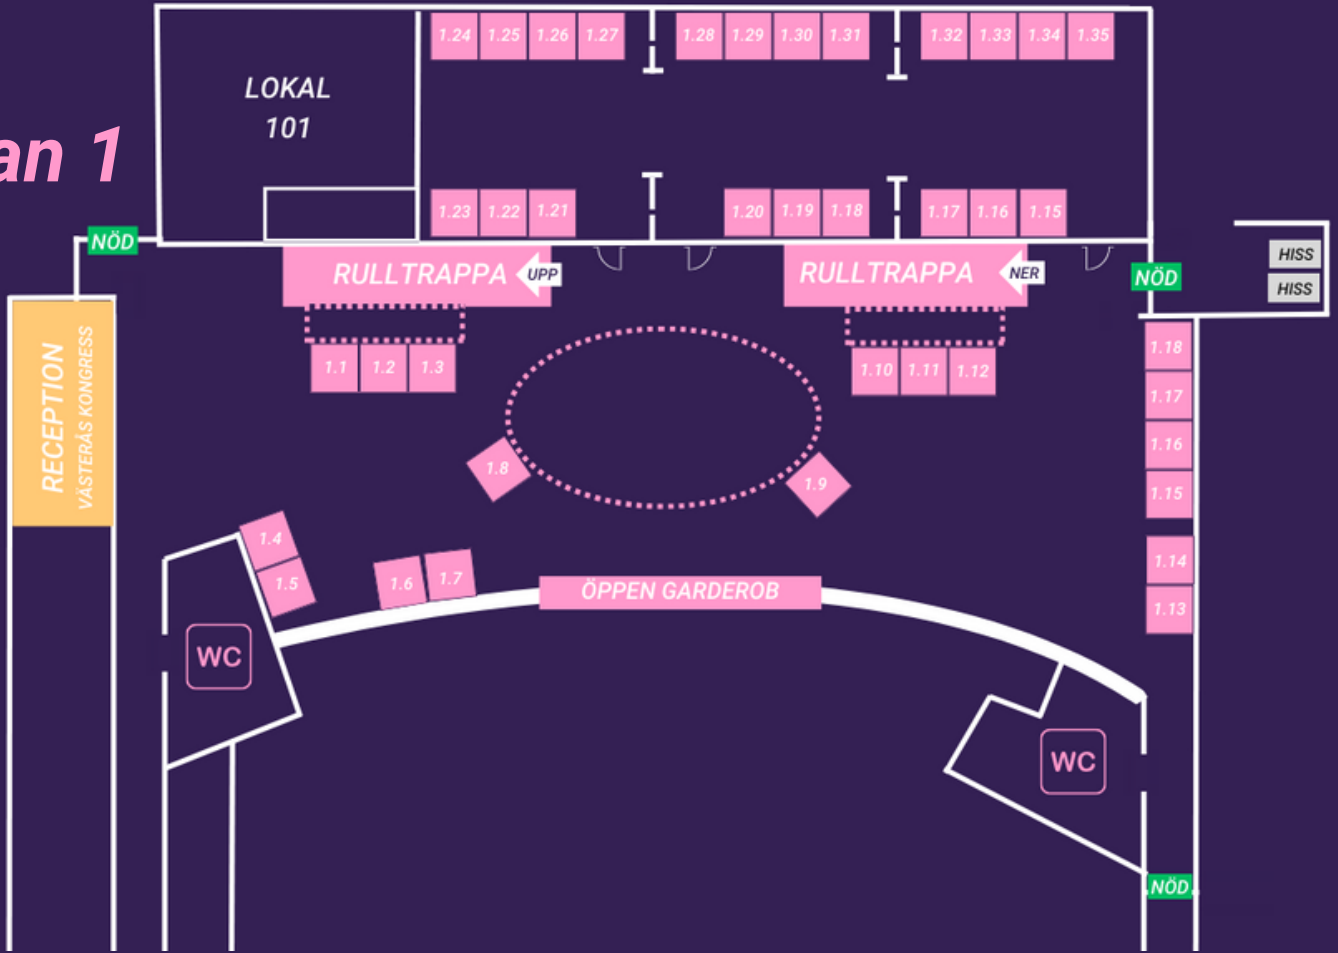 1.24 1.25 1.26 1.27 1.28 1.29 1.30 1.31 1.32 1.33 1.34 1.35
LOKAL
101
an 1
1.23 1.22 1.21 1.20 1.19 1.18 1.17 1.16 1.15
NÖD
RULLTRAPPA UPP
RULLTRAPPA NER
NÖD
HISS
HISS
RECEPTION
VÄSTERÅS KONGRESS
1.1 1.2 1.3
1.10 1.11 1.12
1.18
1.17
1.16
1.15
1.14
1.13
1.8
1.9
1.4
1.5
1.6 1.7
ÖPPEN GARDEROB
WC
WC
NÖD